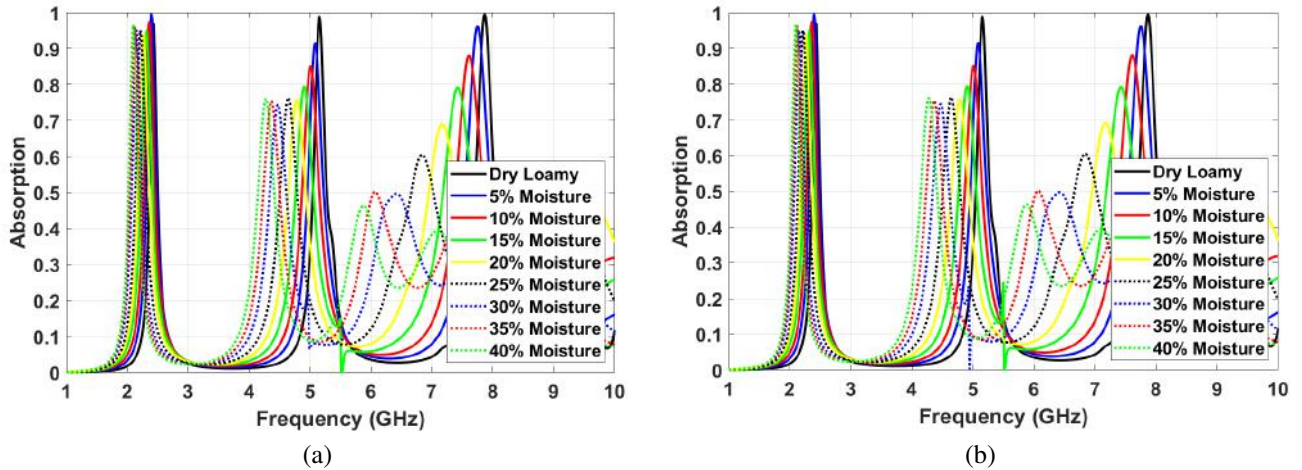 1
0.9
0.8
0.7
0.6
0.5
0.4
0.3
0.2
0.1
0
Absorption
Dry Loamy
5% Moisture
10% Moisture
15% Moisture
20% Moisture
25% Moisture
30% Moisture
35% Moisture
40% Moisture
1 2 3 4 5 6 7 8 9 10
Frequency (GHz)
(a)
1
0.9
0.8
0.7
0.6
0.5
0.4
0.3
0.2
0.1
0
Absorption
Dry Loamy
5% Moisture
10% Moisture
15% Moisture
20% Moisture
25% Moisture
30% Moisture
35% Moisture
40% Moisture
1 2 3 4 5 6 7 8 9 10
Frequency (GHz)
(b)